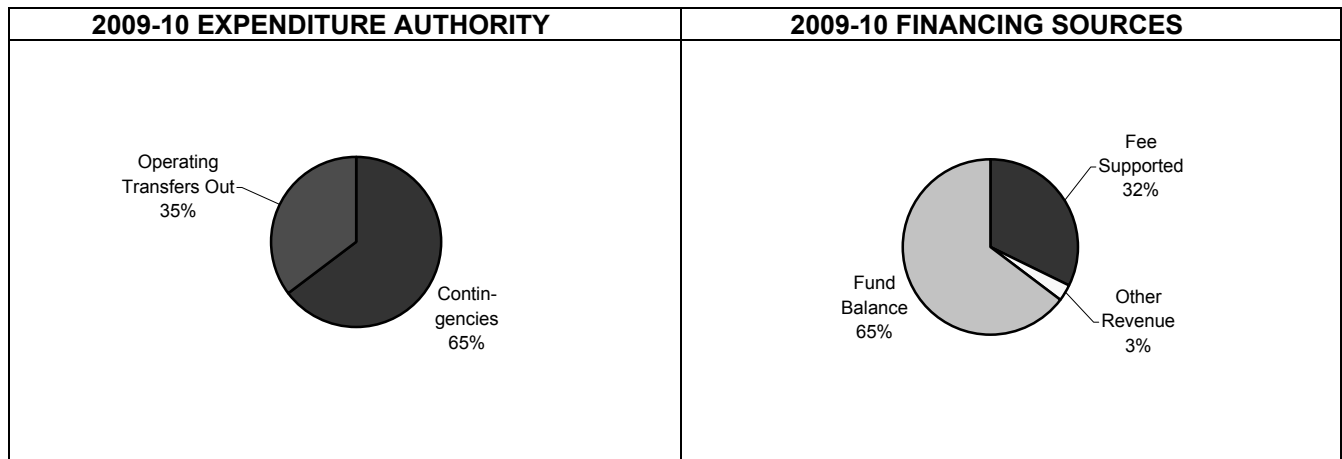 2009-10 EXPENDITURE AUTHORITY
Operating
Transfers Out
35%
Contin-
gencies
65%
2009-10 FINANCING SOURCES
Fee
Supported
32%
Fund
Balance
65%
Other
Revenue
3%